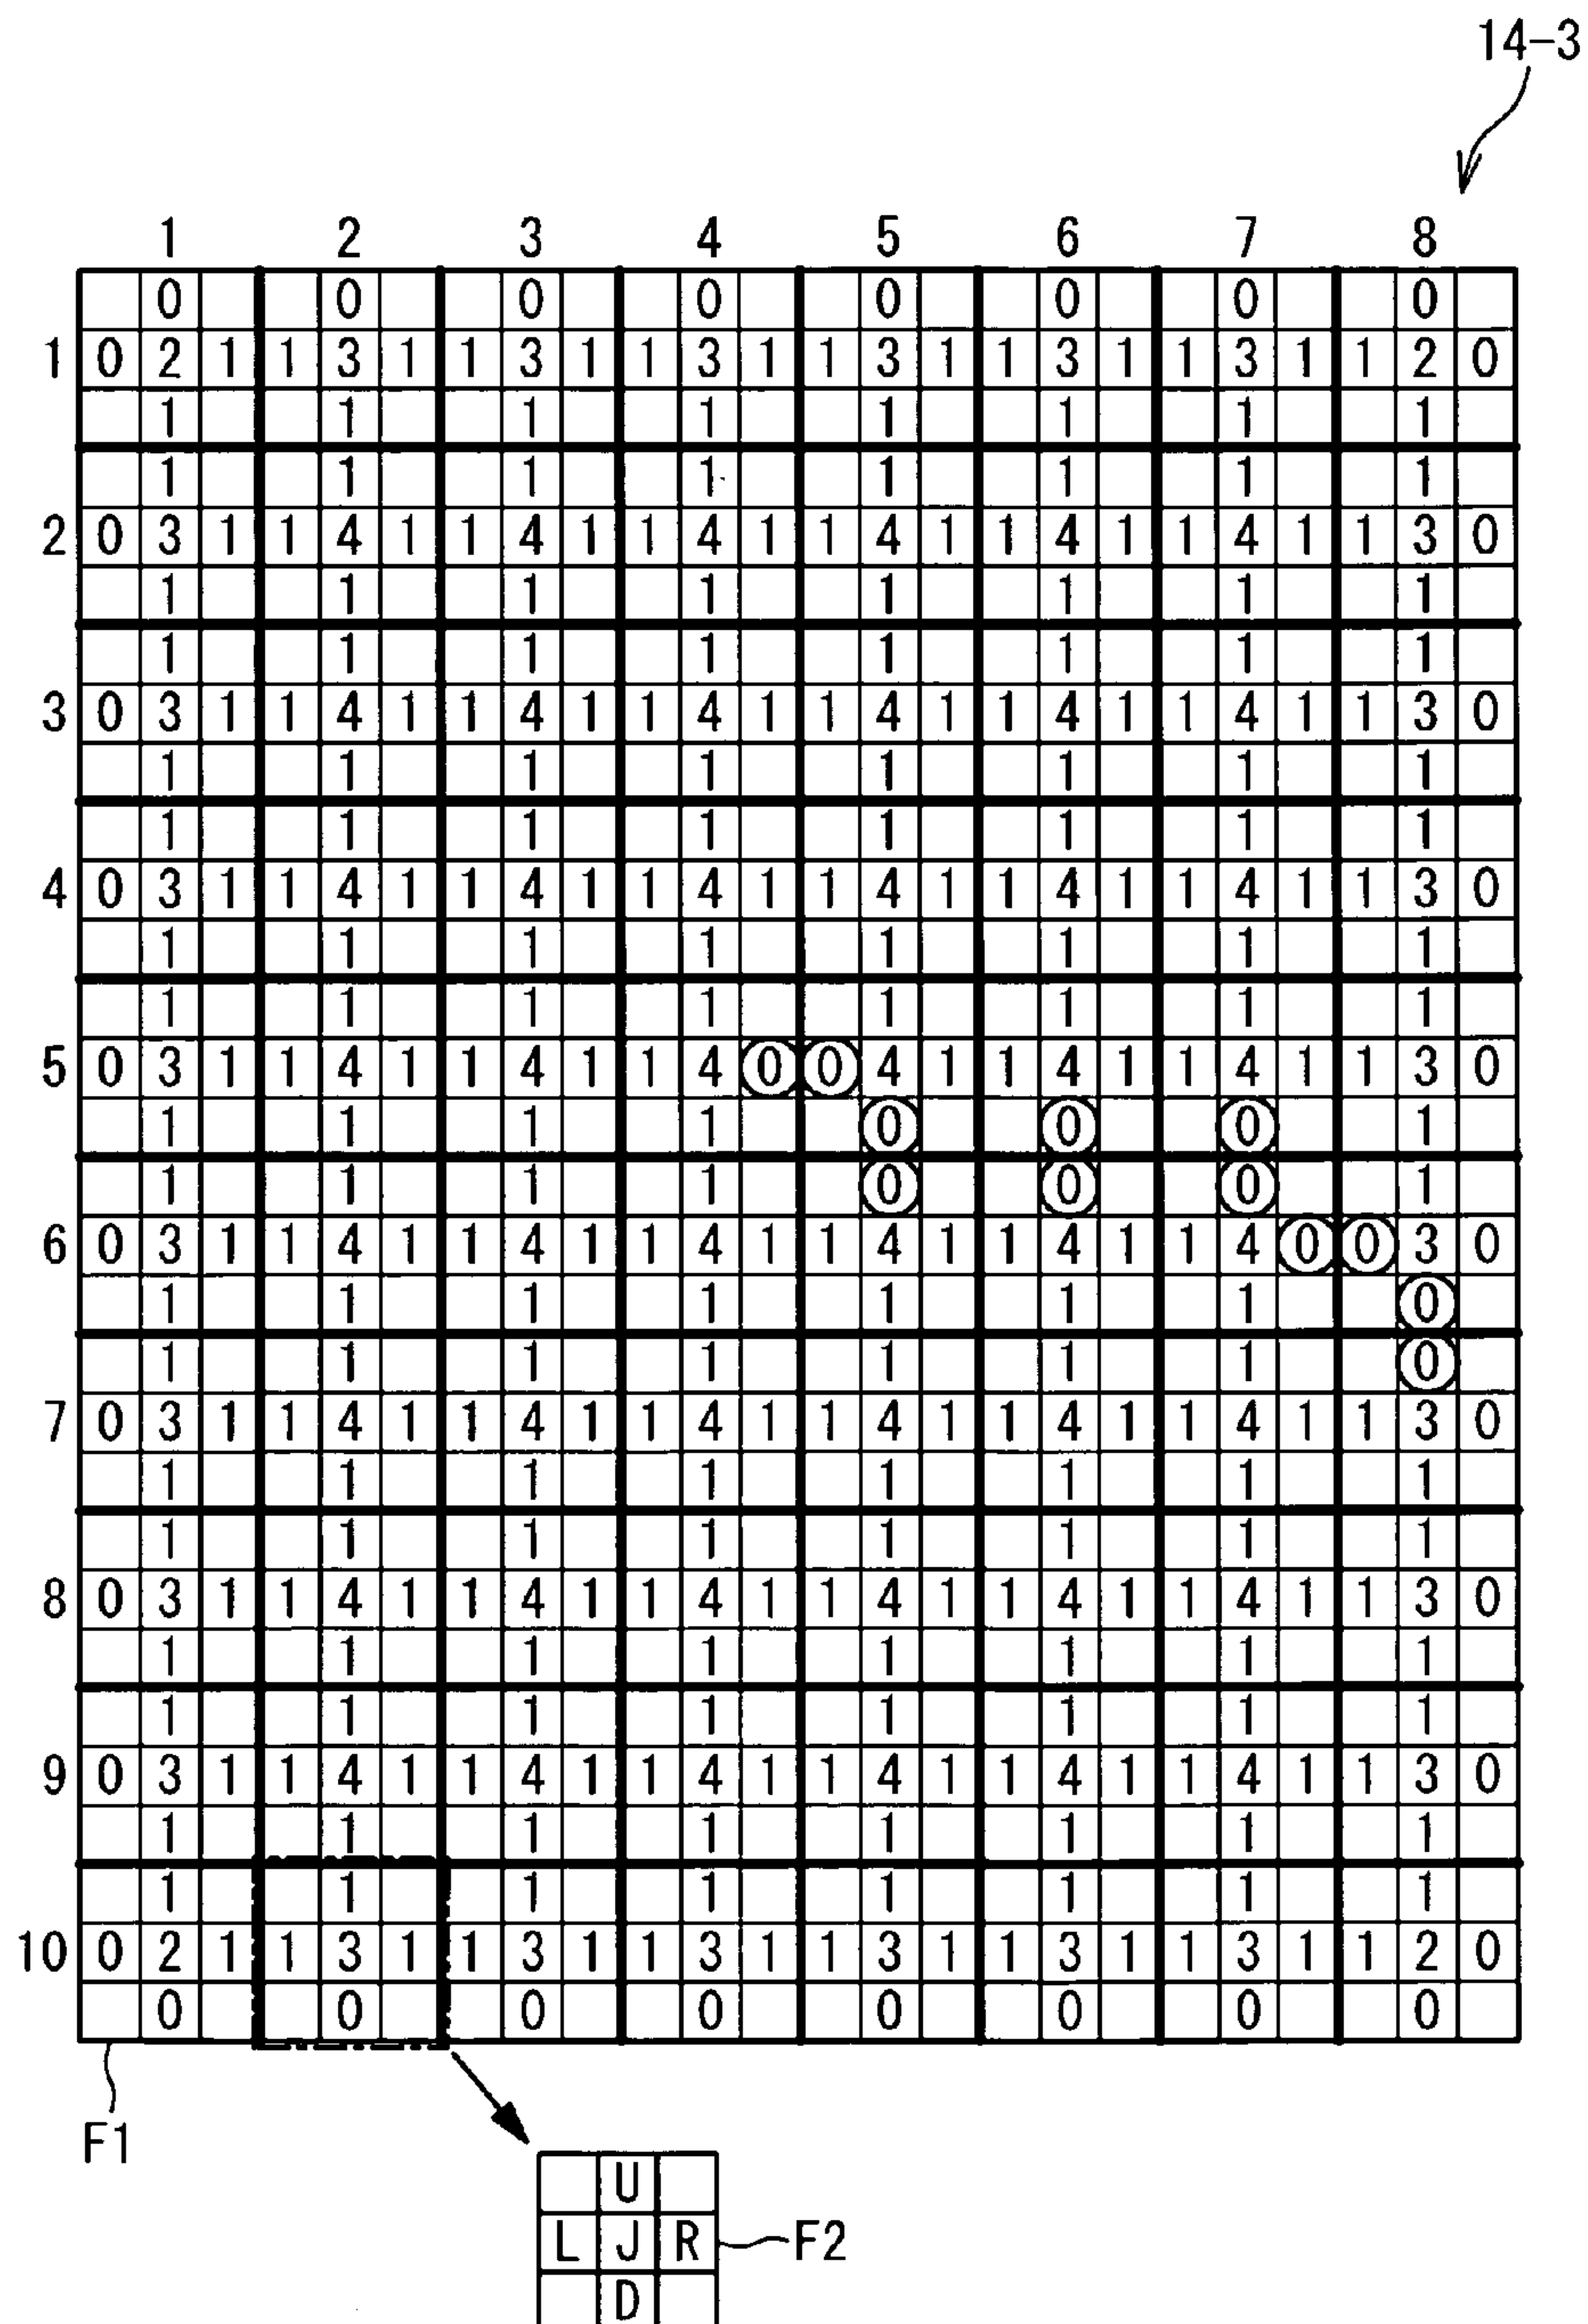 14-3
1 2 3 4 5 6 7 8
0 0 0 0 0 0 0 0
1 0 2 1 1 3 1 1 3 1 1 3 1 1 3 1 1 3 1 1 3 1 1 2 0
1 1 1 1 1 1 1 1
1 1 1 1 1 1 1 1
2 0 3 1 1 4 1 1 4 1 1 4 1 1 4 1 1 4 1 1 4 1 1 3 0
1 1 1 1 1 1 1 1
1 1 1 1 1 1 1 1
3 0 3 1 1 4 1 1 4 1 1 4 1 1 4 1 1 4 1 1 4 1 1 3 0
1 1 1 1 1 1 1 1
1 1 1 1 1 1 1 1
4 0 3 1 1 4 1 1 4 1 1 4 1 1 4 1 1 4 1 1 4 1 1 3 0
1 1 1 1 1 1 1 1
1 1 1 1 1 1 1 1
5 0 3 1 1 4 1 1 4 1 1 4 0 0 4 1 1 4 1 1 4 1 1 3 0
1 1 1 1 0 0 0 1
1 1 1 1 0 0 0 1
6 0 3 1 1 4 1 1 4 1 1 4 1 1 4 1 1 4 1 1 4 0 0 3 0
1 1 1 1 1 1 1 0
1 1 1 1 1 1 1 0
7 0 3 1 1 4 1 1 4 1 1 4 1 1 4 1 1 4 1 1 4 1 1 3 0
1 1 1 1 1 1 1 1
1 1 1 1 1 1 1 1
8 0 3 1 1 4 1 1 4 1 1 4 1 1 4 1 1 4 1 1 4 1 1 3 0
1 1 1 1 1 1 1 1
1 1 1 1 1 1 1 1
9 0 3 1 1 4 1 1 4 1 1 4 1 1 4 1 1 4 1 1 4 1 1 3 0
1 1 1 1 1 1 1 1
1 1 1 1 1 1 1 1
10 0 2 1 1 3 1 1 3 1 1 3 1 1 3 1 1 3 1 1 3 1 1 2 0
0 0 0 0 0 0 0 0
F1
U
L J R F2
D